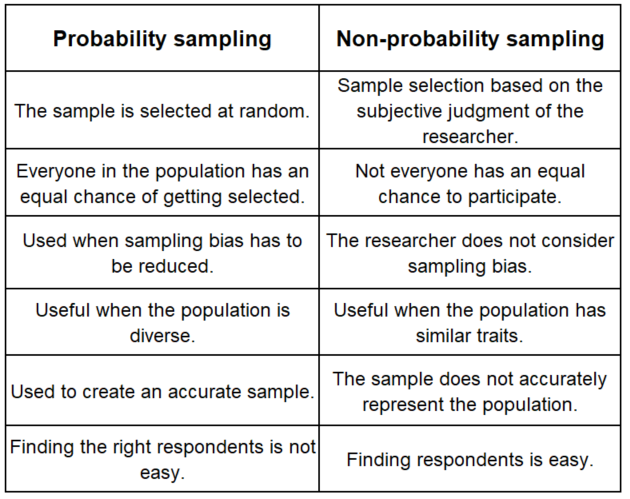 Probability sampling
Non-probability sampling
The sample is selected at random.
Sample selection based on the
subjective judgment of the
researcher.
Everyone in the population has an
equal chance of getting selected.
Not everyone has an equal
chance to participate.
Used when sampling bias has to
be reduced.
The researcher does not consider
sampling bias.
Useful when the population is
diverse.
Useful when the population has
similar traits.
Used to create an accurate sample.
The sample does not accurately
represent the population.
Finding the right respondents is not
easy.
Finding respondents is easy.